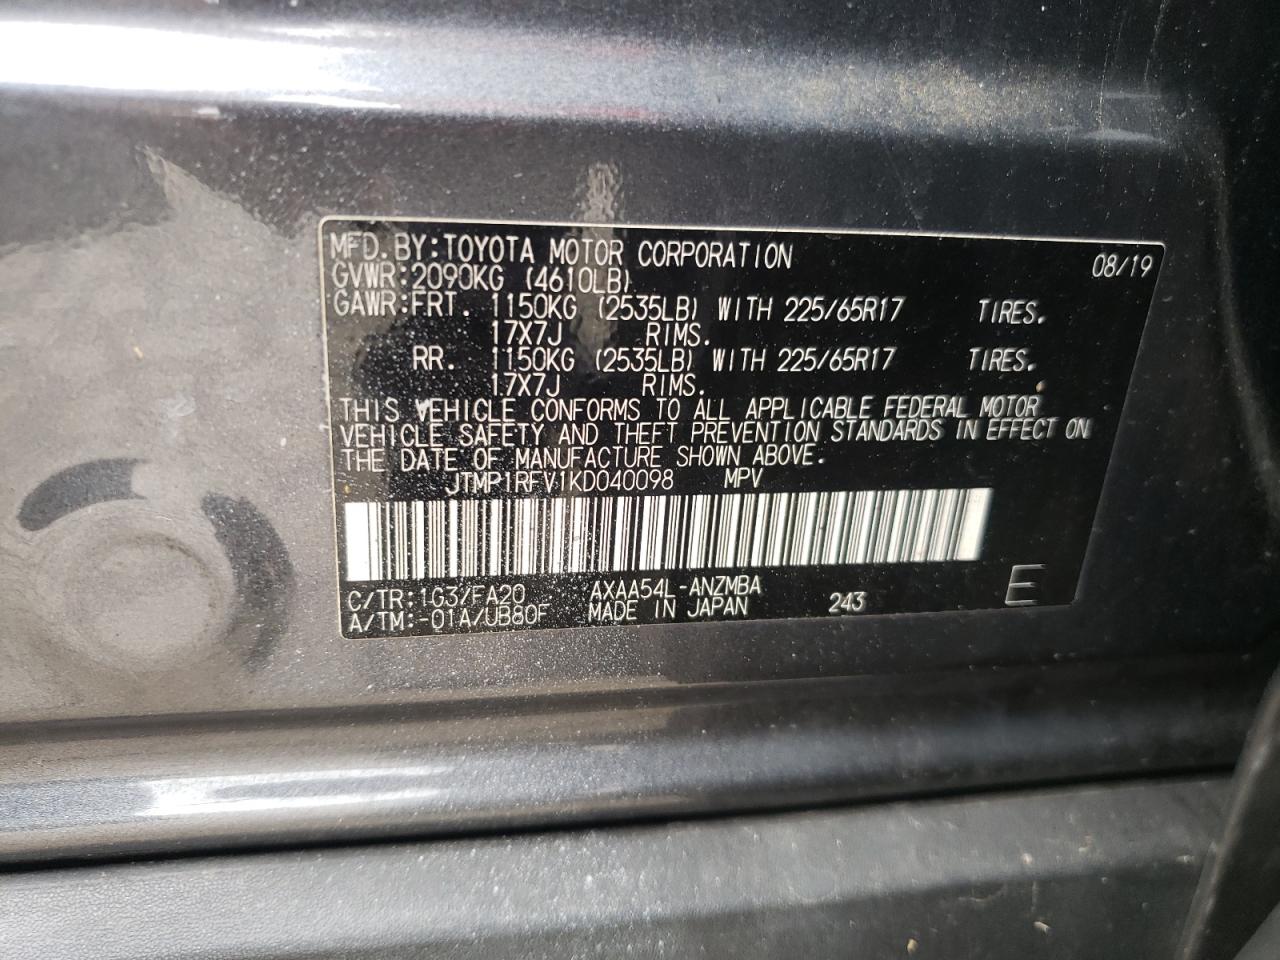 MFD. BY: TOYOTA MOTOR CORPORATION 08/19
GVWR: 2090KG (4610LB)
GAWR: FRT. 1150KG (2535LB) WITH 225/65R17 TIRES.
17X7J RIMS.
RR. 1150KG (2535LB) WITH 225/65R17 TIRES.
17X7J RIMS.
THIS VEHICLE CONFORMS TO ALL APPLICABLE FEDERAL MOTOR
VEHICLE SAFETY AND THEFT PREVENTION STANDARDS IN EFFECT ON
THE DATE OF MANUFACTURE SHOWN ABOVE.
JTMP1RFV1KD040098 MPV
C/TR: 1G3/FA20 AXAA54L-ANZMBA
A/TM: -01A/UB80F MADE IN JAPAN 243 E